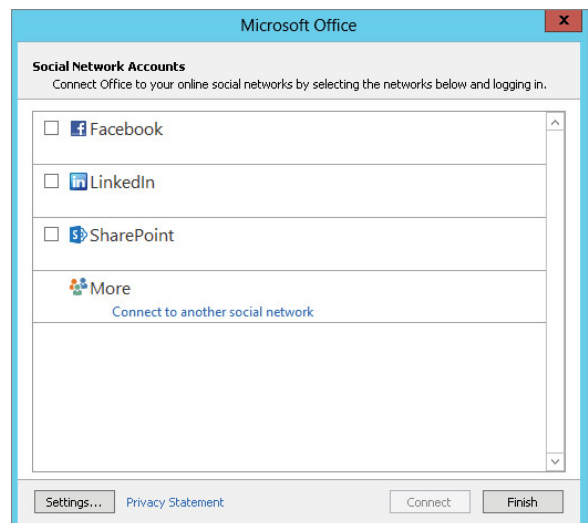 Microsoft Office
x
Social Network Accounts
Connect Office to your online social networks by selecting the networks below and logging in.
Facebook
LinkedIn
SharePoint
More
Connect to another social network
Settings... Privacy Statement Connect Finish